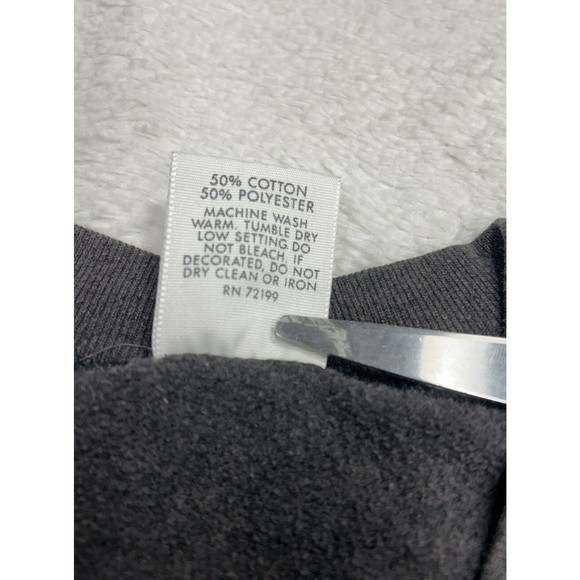 50% COTTON
50% POLYESTER
MACHINE WASH
WARM. TUMBLE DRY
LOW SETTING. DO
NOT BLEACH. IF
DECORATED, DO NOT
DRY CLEAN OR IRON
RN 72199